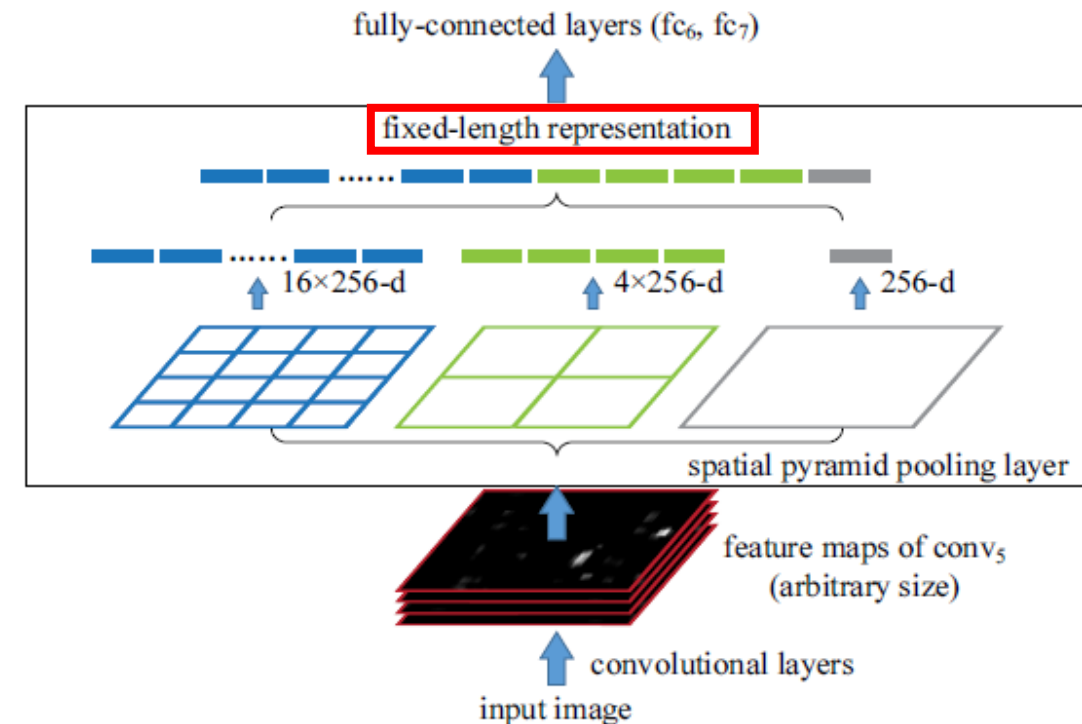 fully-connected layers (fc₆, fc₇)
fixed-length representation
......
......
16×256-d
4×256-d
256-d
spatial pyramid pooling layer
feature maps of conv₅
(arbitrary size)
convolutional layers
input image